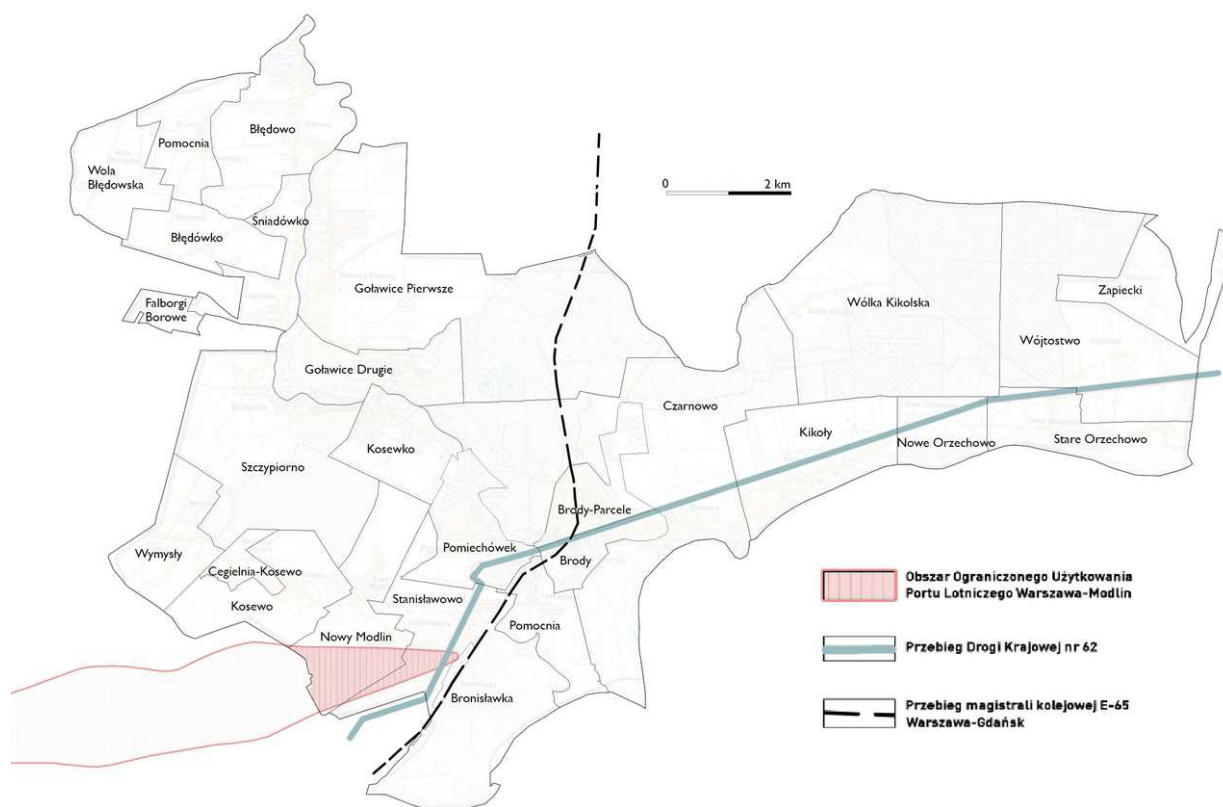 Błędowo
Pomocnia
Wola
Błędowska
Śniadówko
Błędówko
0 2 km
Goławice Pierwsze
Falborgi
Borowe
Zapiecki
Wólka Kikolska
Wójtostwo
Goławice Drugie
Czarnowo
Kikoły
Nowe Orzechowo
Stare Orzechowo
Kosewko
Szczypiorno
Brody-Parcele
Pomiechówek
Wymysły
Brody
Cegielnia-Kosewo
Kosewo
Stanisławowo
Pomocnia
Nowy Modlin
Bronisławka
Obszar Ograniczonego Użytkowania
Portu Lotniczego Warszawa-Modlin
Przebieg Drogi Krajowej nr 62
Przebieg magistrali kolejowej E-65
Warszawa-Gdańsk